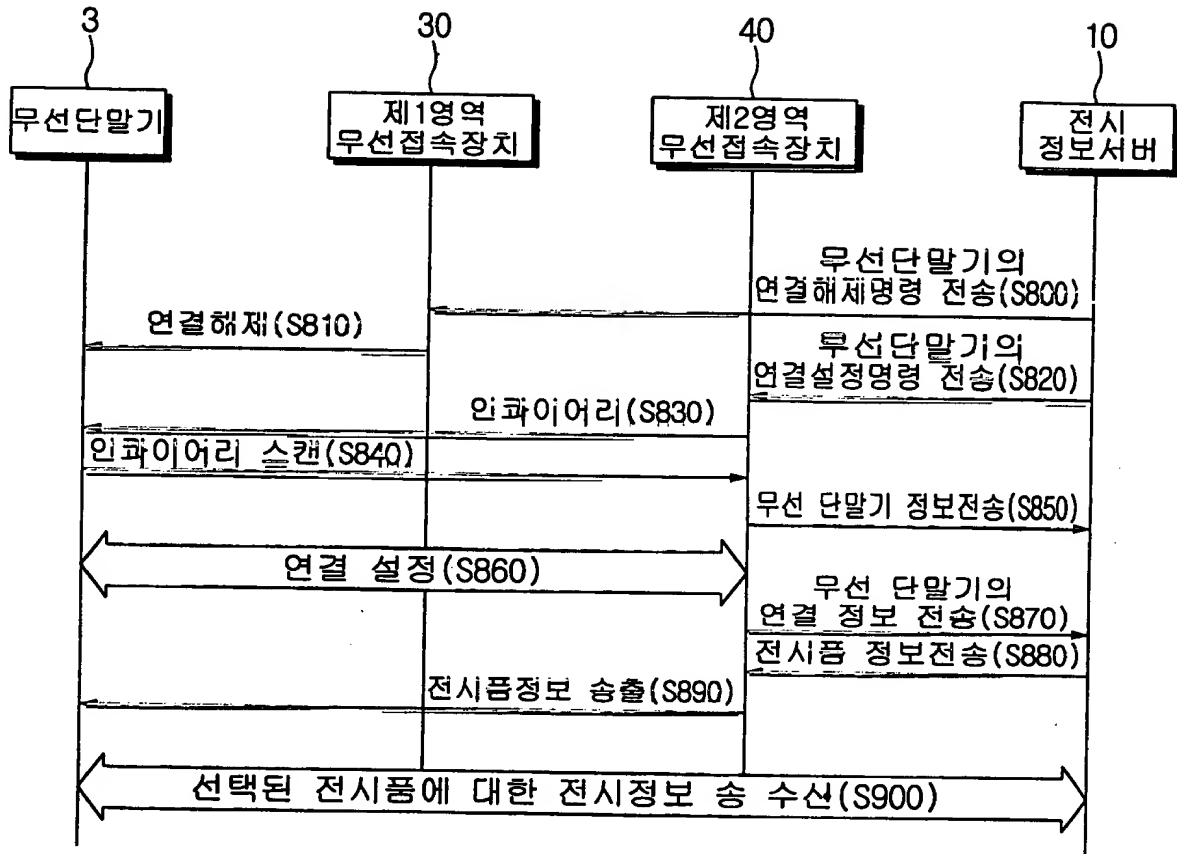 3
30
40
10
무선단말기
제1영역
무선접속장치
제2영역
무선접속장치
전시
정보서버
무선단말기의
연결해제명령 전송(S800)
연결해제(S810)
무선단말기의
연결설정명령 전송(S820)
인콰이어리(S830)
인콰이어리 스캔(S840)
무선 단말기 정보전송(S850)
연결 설정(S860)
무선 단말기의
연결 정보 전송(S870)
전시품 정보전송(S880)
전시품정보 송출(S890)
선택된 전시품에 대한 전시정보 송 수신(S900)